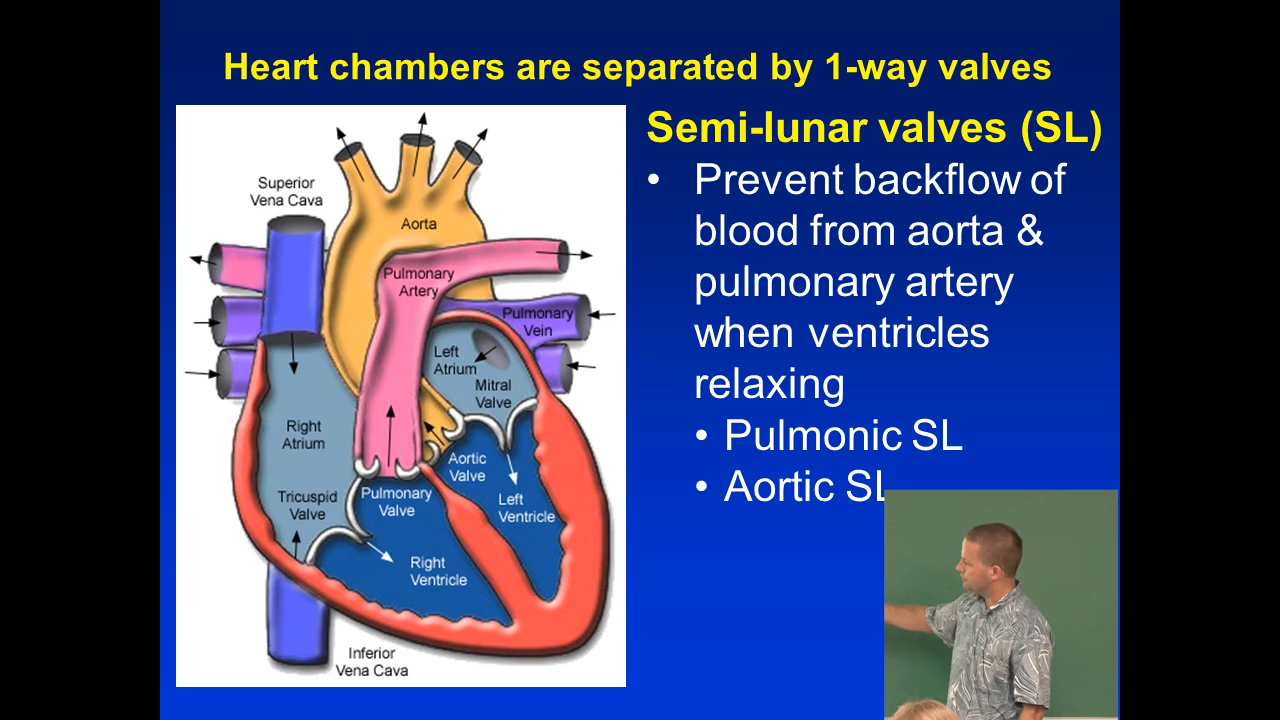 Heart chambers are separated by 1-way valves
Semi-lunar valves (SL)
• Prevent backflow of
blood from aorta &
pulmonary artery
when ventricles
relaxing
• Pulmonic SL
• Aortic SL
Superior
Vena Cava
Aorta
Pulmonary
Artery
Pulmonary
Vein
Left
Atrium
Mitral
Valve
Right
Atrium
Aortic
Valve
Tricuspid
Valve
Pulmonary
Valve
Left
Ventricle
Right
Ventricle
Inferior
Vena Cava